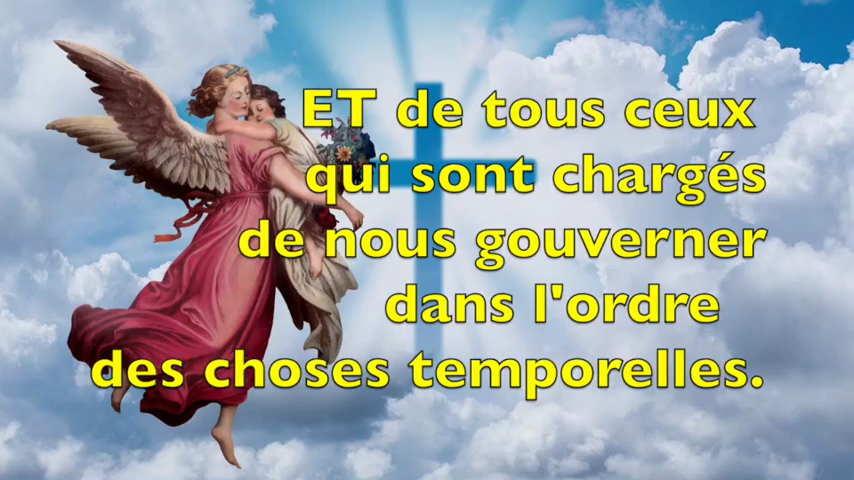 ET de tous ceux
qui sont chargés
de nous gouverner
dans l'ordre
des choses temporelles.